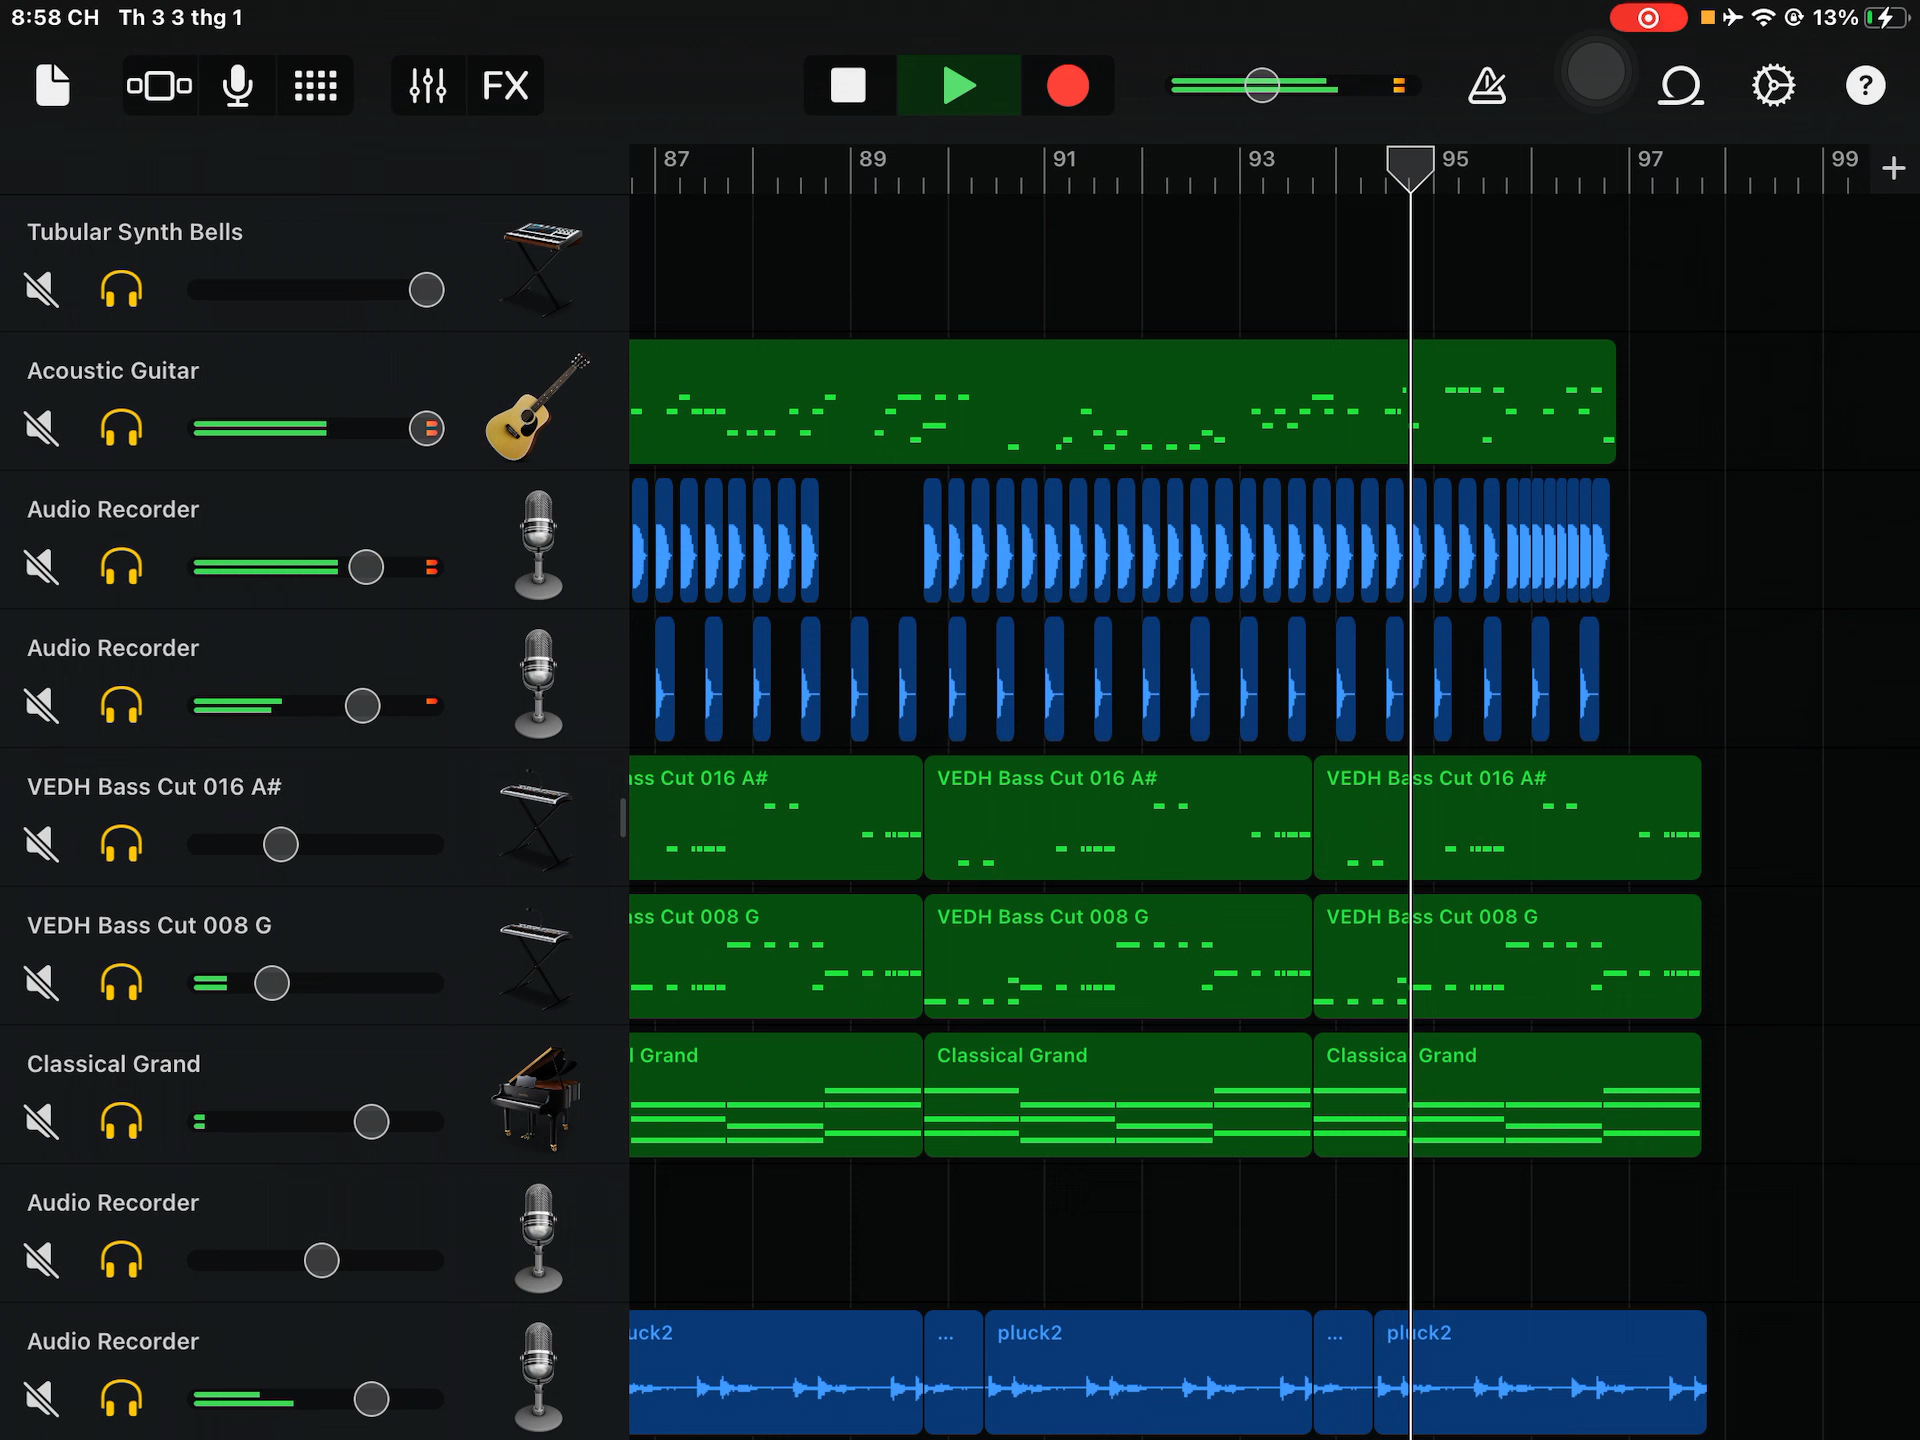 8:58 CH Th 3 3 thg 1
13%
FX
?
87 89 91 93 95 97 99
Tubular Synth Bells
Acoustic Guitar
Audio Recorder
Audio Recorder
VEDH Bass Cut 016 A#
ss Cut 016 A#
VEDH Bass Cut 016 A#
VEDH Bass Cut 016 A#
VEDH Bass Cut 008 G
ss Cut 008 G
VEDH Bass Cut 008 G
VEDH Bass Cut 008 G
Classical Grand
l Grand
Classical Grand
Classical Grand
Audio Recorder
Audio Recorder
uck2
...
pluck2
...
pluck2